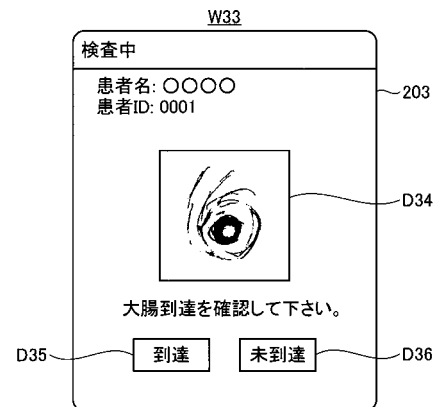 W33
検査中
患者名: 〇〇〇〇
患者ID: 0001
203
D34
大腸到達を確認して下さい。
D35
到達
未到達
D36